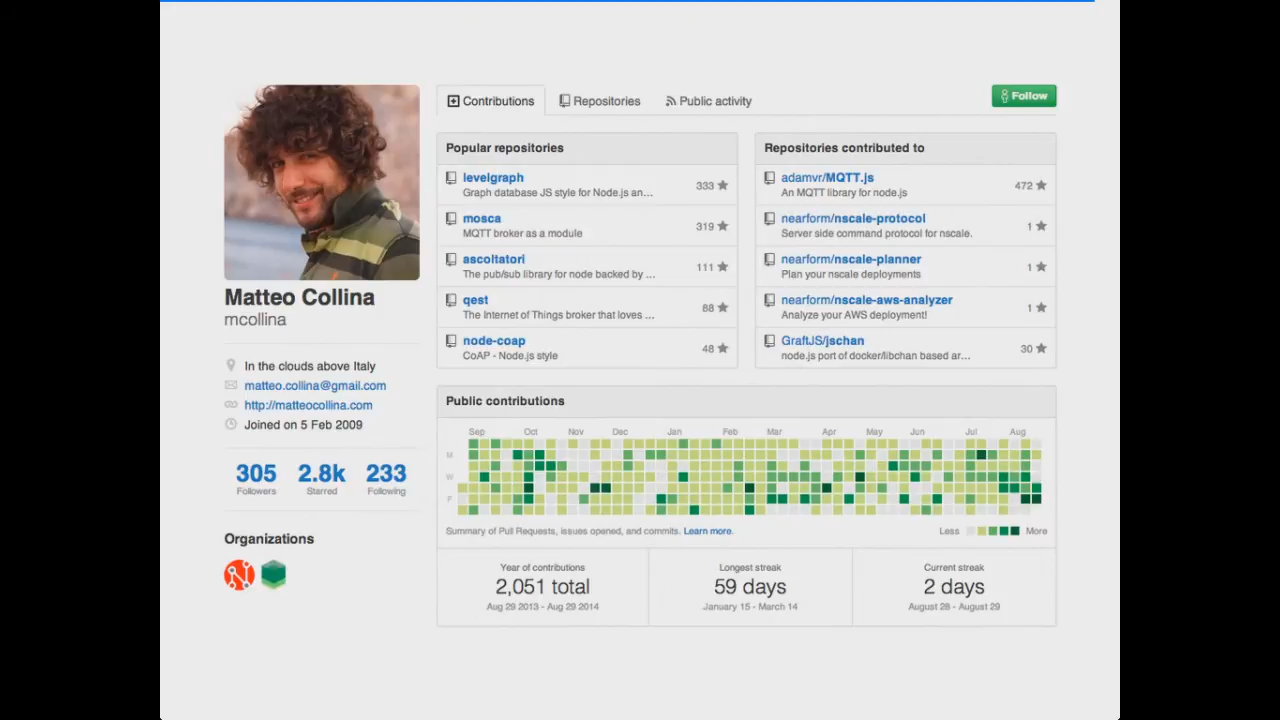 Contributions
Repositories
Public activity
Follow
Matteo Collina
mcollina
In the clouds above Italy
matteo.collina@gmail.com
http://matteocollina.com
Joined on 5 Feb 2009
305 2.8k 233
Followers Starred Following
Organizations
Popular repositories
levelgraph
Graph database JS style for Node.js an...
333
mosca
MQTT broker as a module
319
ascoltatori
The pub/sub library for node backed by ...
111
qest
The Internet of Things broker that loves ...
88
node-coap
CoAP - Node.js style
48
Repositories contributed to
adamvr/MQTT.js
An MQTT library for node.js
472
nearform/nscale-protocol
Server side command protocol for nscale.
1
nearform/nscale-planner
Plan your nscale deployments
1
nearform/nscale-aws-analyzer
Analyze your AWS deployment!
1
GraftJS/jschan
node.js port of docker/libchan based ar...
30
Public contributions
Sep Oct Nov Dec Jan Feb Mar Apr May Jun Jul Aug
M
W
F
Summary of Pull Requests, issues opened, and commits. Learn more.
Less More
Year of contributions
2,051 total
Aug 29 2013 - Aug 29 2014
Longest streak
59 days
January 15 - March 14
Current streak
2 days
August 28 - August 29